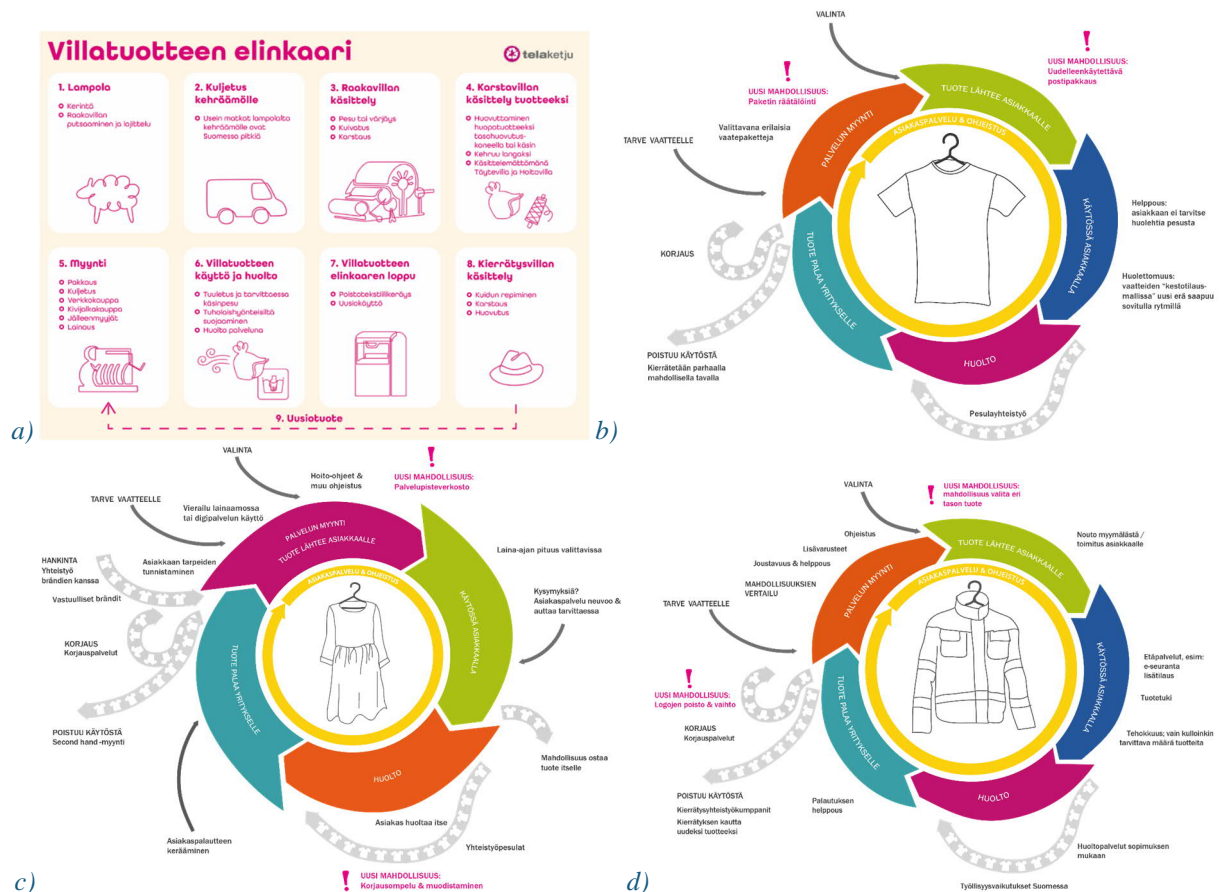 Villatuotteen elinkaari
telaketju
1. Lampola
Kerintä
Raakavillan
putsaaminen ja lajittelu
2. Kuljetus
kehräämölle
Usein matkat lampolalta
kehräämölle ovat
Suomessa pitkiä
3. Raakavillan
käsittely
Pesu tai värjäys
Kuivatus
Karstaus
4. Karstavillan
käsittely tuotteeksi
Huovuttaminen
huopatuotteeksi
tasohuovutus-
koneella tai käsin
Kehruu langaksi
Käsittelemättömänä
Täytevilla ja Hoitovilla
5. Myynti
Pakkaus
Kuljetus
Verkkokauppa
Kivijalkakauppa
Jälleenmyyjät
Lainaus
6. Villatuotteen
käyttö ja huolto
Tuuletus ja tarvittaessa
käsinpesu
Tuholaishyönteisiltä
suojaaminen
Huolto palveluna
7. Villatuotteen
elinkaaren loppu
Poistotekstiilikeräys
Uusiokäyttö
8. Kierrätysvillan
käsittely
Kuidun repiminen
Karstaus
Huovutus
9. Uusiotuote
a)
VALINTA
!
UUSI MAHDOLLISUUS:
Uudelleenkäytettävä
postipakkaus
!
UUSI MAHDOLLISUUS:
Paketin räätälöinti
Valittavana erilaisia
vaatepaketteja
TARVE VAATTEELLE
PALVELUN MYYNTI
TUOTE LÄHTEE ASIAKKAALLE
ASIAKASPALVELU & OHJEISTUS
KÄYTÖSSÄ ASIAKKAALLA
Helppous:
asiakkaan ei tarvitse
huolehtia pesusta
Huolettomuus:
vaatteiden "kestotilaus-
mallissa" uusi erä saapuu
sovitulla rytmillä
HUOLTO
Pesulayhteistyö
TUOTE PALAA YRITYKSELLE
KORJAUS
POISTUU KÄYTÖSTÄ
Kierrätetään parhaalla
mahdollisella tavalla
b)
VALINTA
Hoito-ohjeet &
muu ohjeistus
!
UUSI MAHDOLLISUUS:
Palvelupisteverkosto
TARVE VAATTEELLE
Vierailu lainaamossa
tai digipalvelun käyttö
PALVELUN MYYNTI
TUOTE LÄHTEE ASIAKKAALLE
ASIAKASPALVELU & OHJEISTUS
HANKINTA
Yhteistyö
brändien kanssa
Vastuulliset brändit
Asiakkaan tarpeiden
tunnistaminen
Laina-ajan pituus valittavissa
KÄYTÖSSÄ ASIAKKAALLA
Kysymyksiä?
Asiakaspalvelu neuvoo &
auttaa tarvittaessa
KORJAUS
Korjauspalvelut
TUOTE PALAA YRITYKSELLE
POISTUU KÄYTÖSTÄ
Second hand -myynti
Mahdollisuus ostaa
tuote itselle
HUOLTO
Asiakas huoltaa itse
Yhteistyöpesulat
Asiakaspalautteen
kerääminen
!
UUSI MAHDOLLISUUS:
Korjausompelu & muodistaminen
c)
VALINTA
!
UUSI MAHDOLLISUUS:
mahdollisuus valita eri
tason tuote
Ohjeistus
Lisävarusteet
Joustavuus & helppous
MAHDOLLISUUKSIEN
VERTAILU
TARVE VAATTEELLE
PALVELUN MYYNTI
TUOTE LÄHTEE ASIAKKAALLE
ASIAKASPALVELU & OHJEISTUS
Nouto myymälästä /
toimitus asiakkaalle
KÄYTÖSSÄ ASIAKKAALLA
Etäpalvelut, esim:
e-seuranta
lisätilaus
Tuotetuki
Tehokkuus; vain kulloinkin
tarvittava määrä tuotteita
!
UUSI MAHDOLLISUUS:
Logojen poisto & vaihto
KORJAUS
Korjauspalvelut
TUOTE PALAA YRITYKSELLE
POISTUU KÄYTÖSTÄ
Kierrätysyhteistyökumppanit
Kierrätyksen kautta
uudeksi tuotteeksi
Palautuksen
helppous
HUOLTO
Huoltopalvelut sopimuksen
mukaan
Työllisyysvaikutukset Suomessa
d)